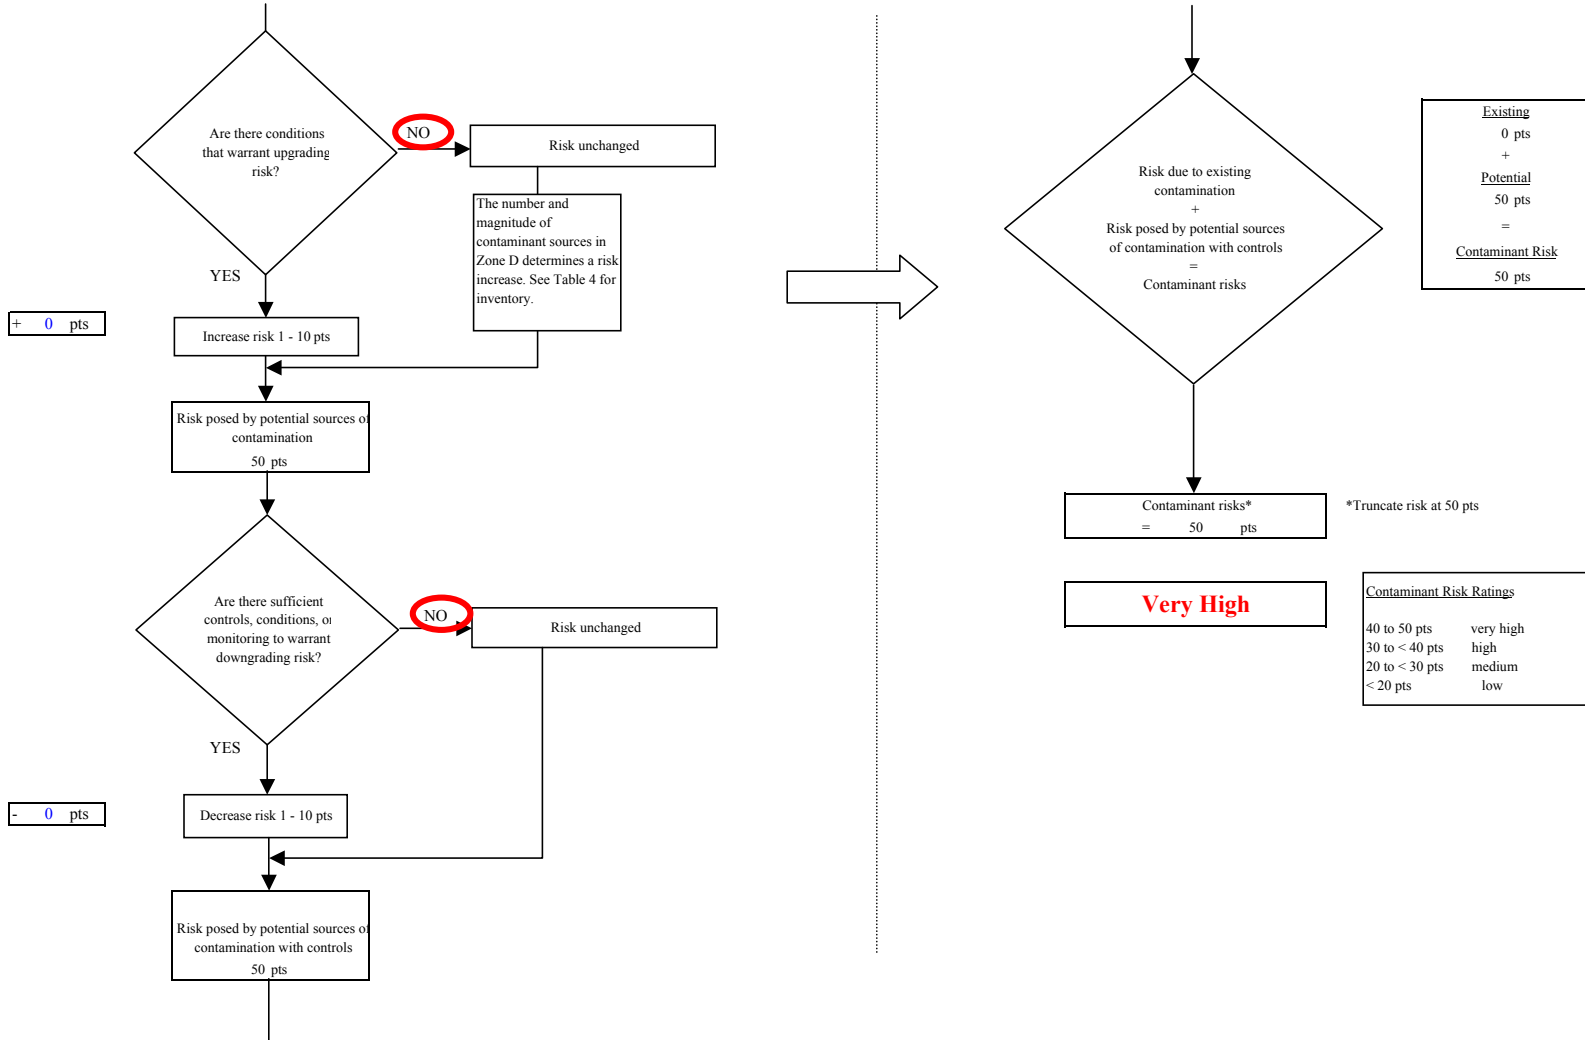 Are there conditions
that warrant upgrading
risk?
NO
Risk unchanged
The number and
magnitude of
contaminant sources in
Zone D determines a risk
increase. See Table 4 for
inventory.
YES
+ 0 pts
Increase risk 1 - 10 pts
Risk posed by potential sources of
contamination
50 pts
Are there sufficient
controls, conditions, or
monitoring to warrant
downgrading risk?
NO
Risk unchanged
YES
- 0 pts
Decrease risk 1 - 10 pts
Risk posed by potential sources of
contamination with controls
50 pts
Risk due to existing
contamination
+
Risk posed by potential sources
of contamination with controls
=
Contaminant risks
Existing
0 pts
+
Potential
50 pts
=
Contaminant Risk
50 pts
Contaminant risks*
= 50 pts
*Truncate risk at 50 pts
Very High
Contaminant Risk Ratings
40 to 50 pts very high
30 to < 40 pts high
20 to < 30 pts medium
< 20 pts low